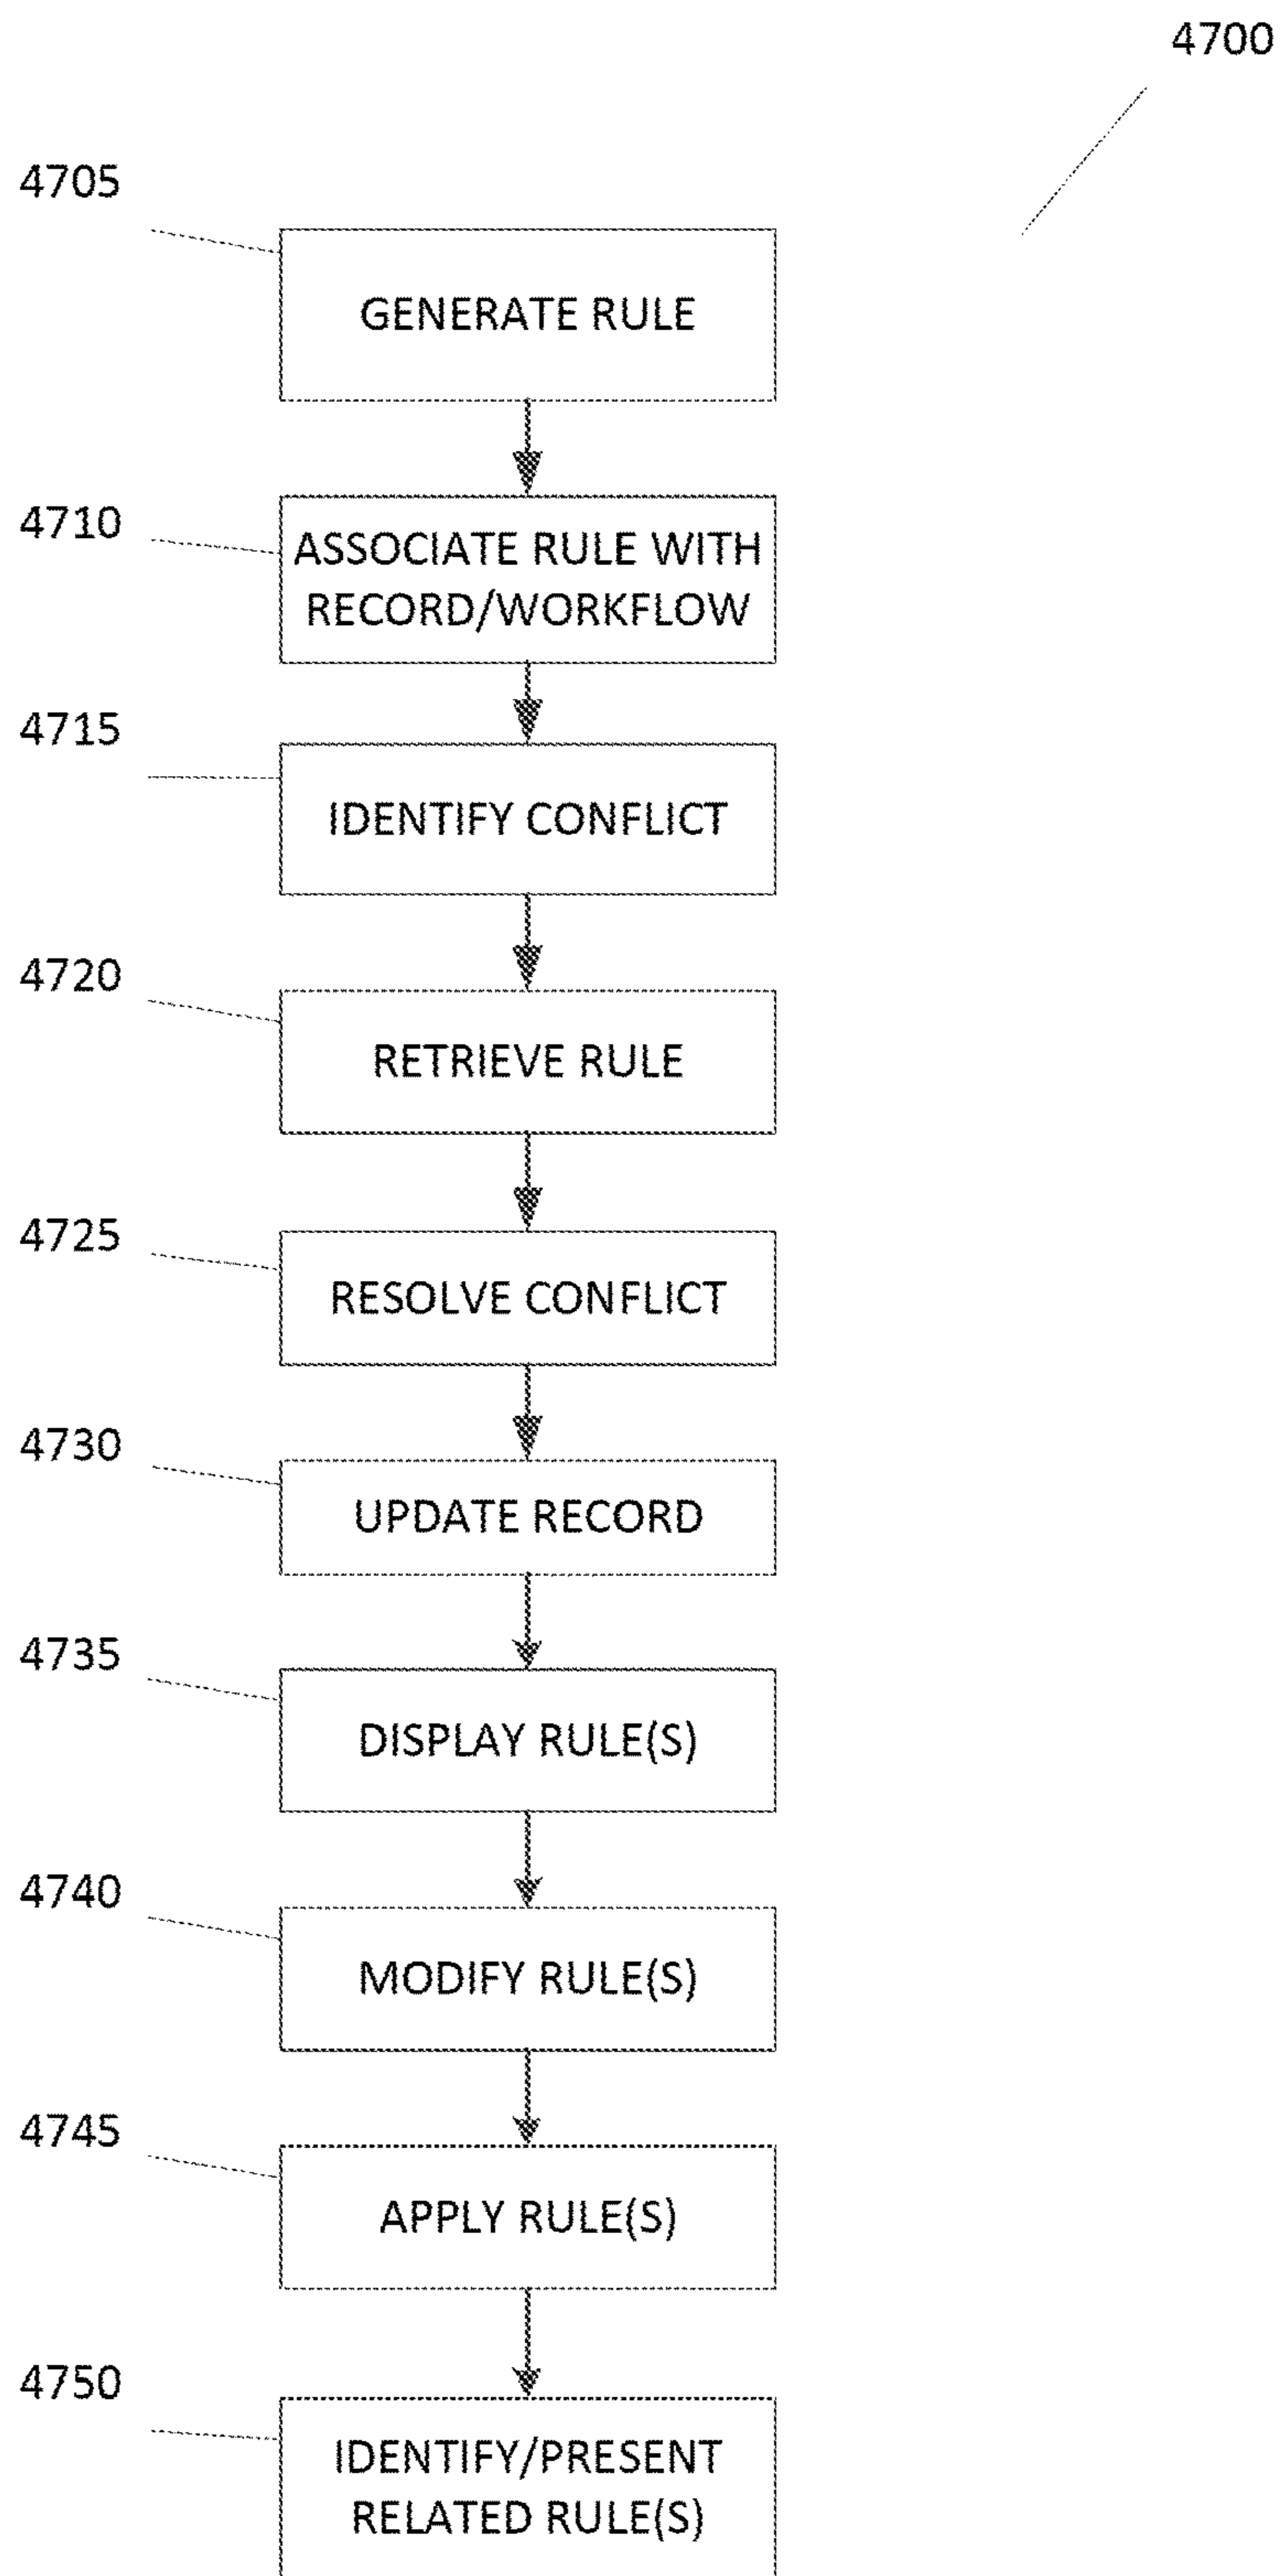 4700
4705
GENERATE RULE
4710
ASSOCIATE RULE WITH
RECORD/WORKFLOW
4715
IDENTIFY CONFLICT
4720
RETRIEVE RULE
4725
RESOLVE CONFLICT
4730
UPDATE RECORD
4735
DISPLAY RULE(S)
4740
MODIFY RULE(S)
4745
APPLY RULE(S)
4750
IDENTIFY/PRESENT
RELATED RULE(S)